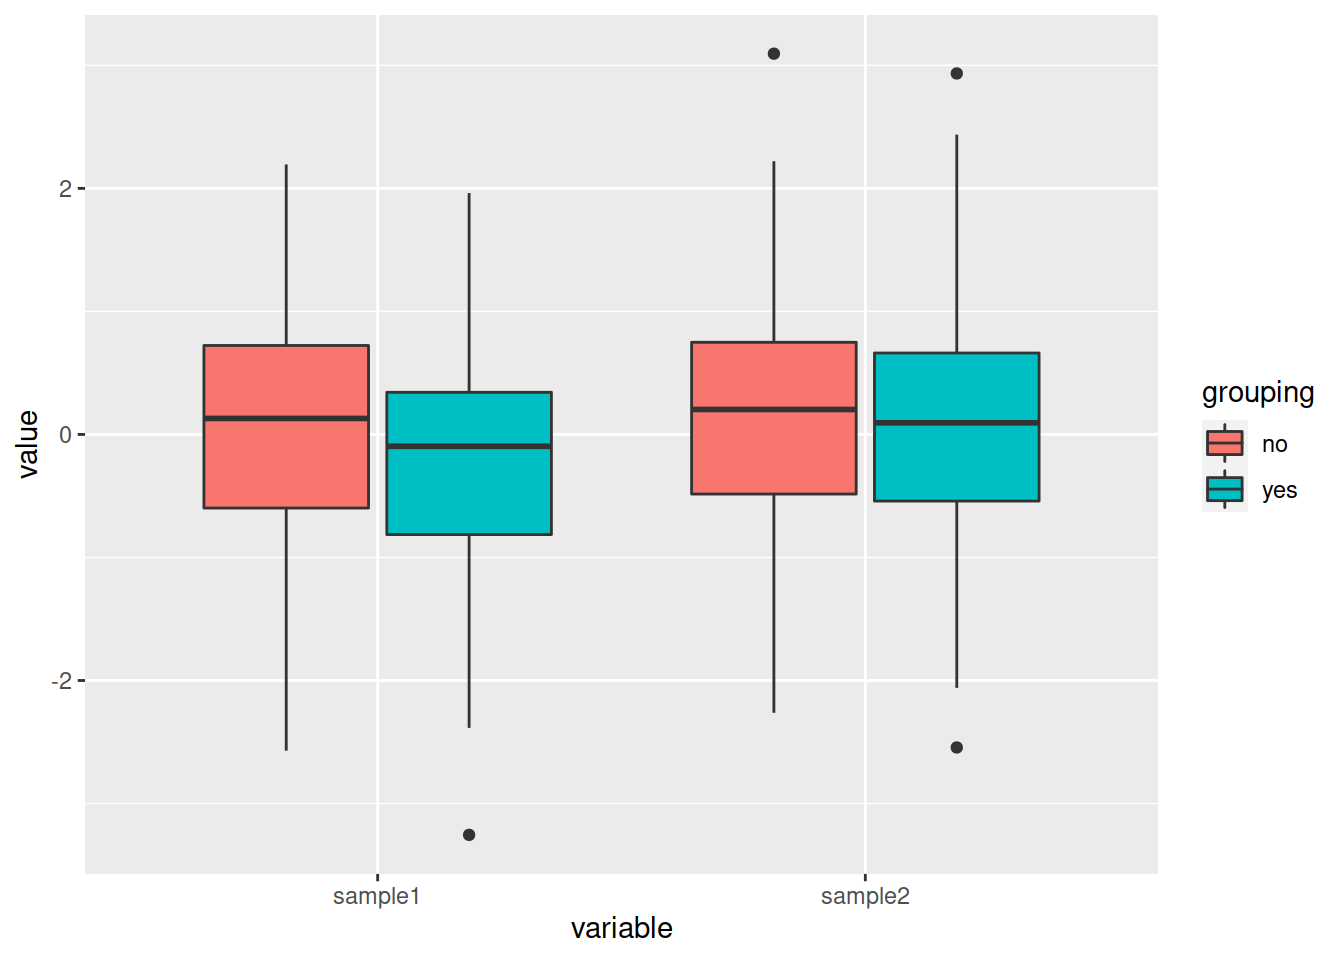 value
2
0
-2
sample1
sample2
variable
grouping
no
yes